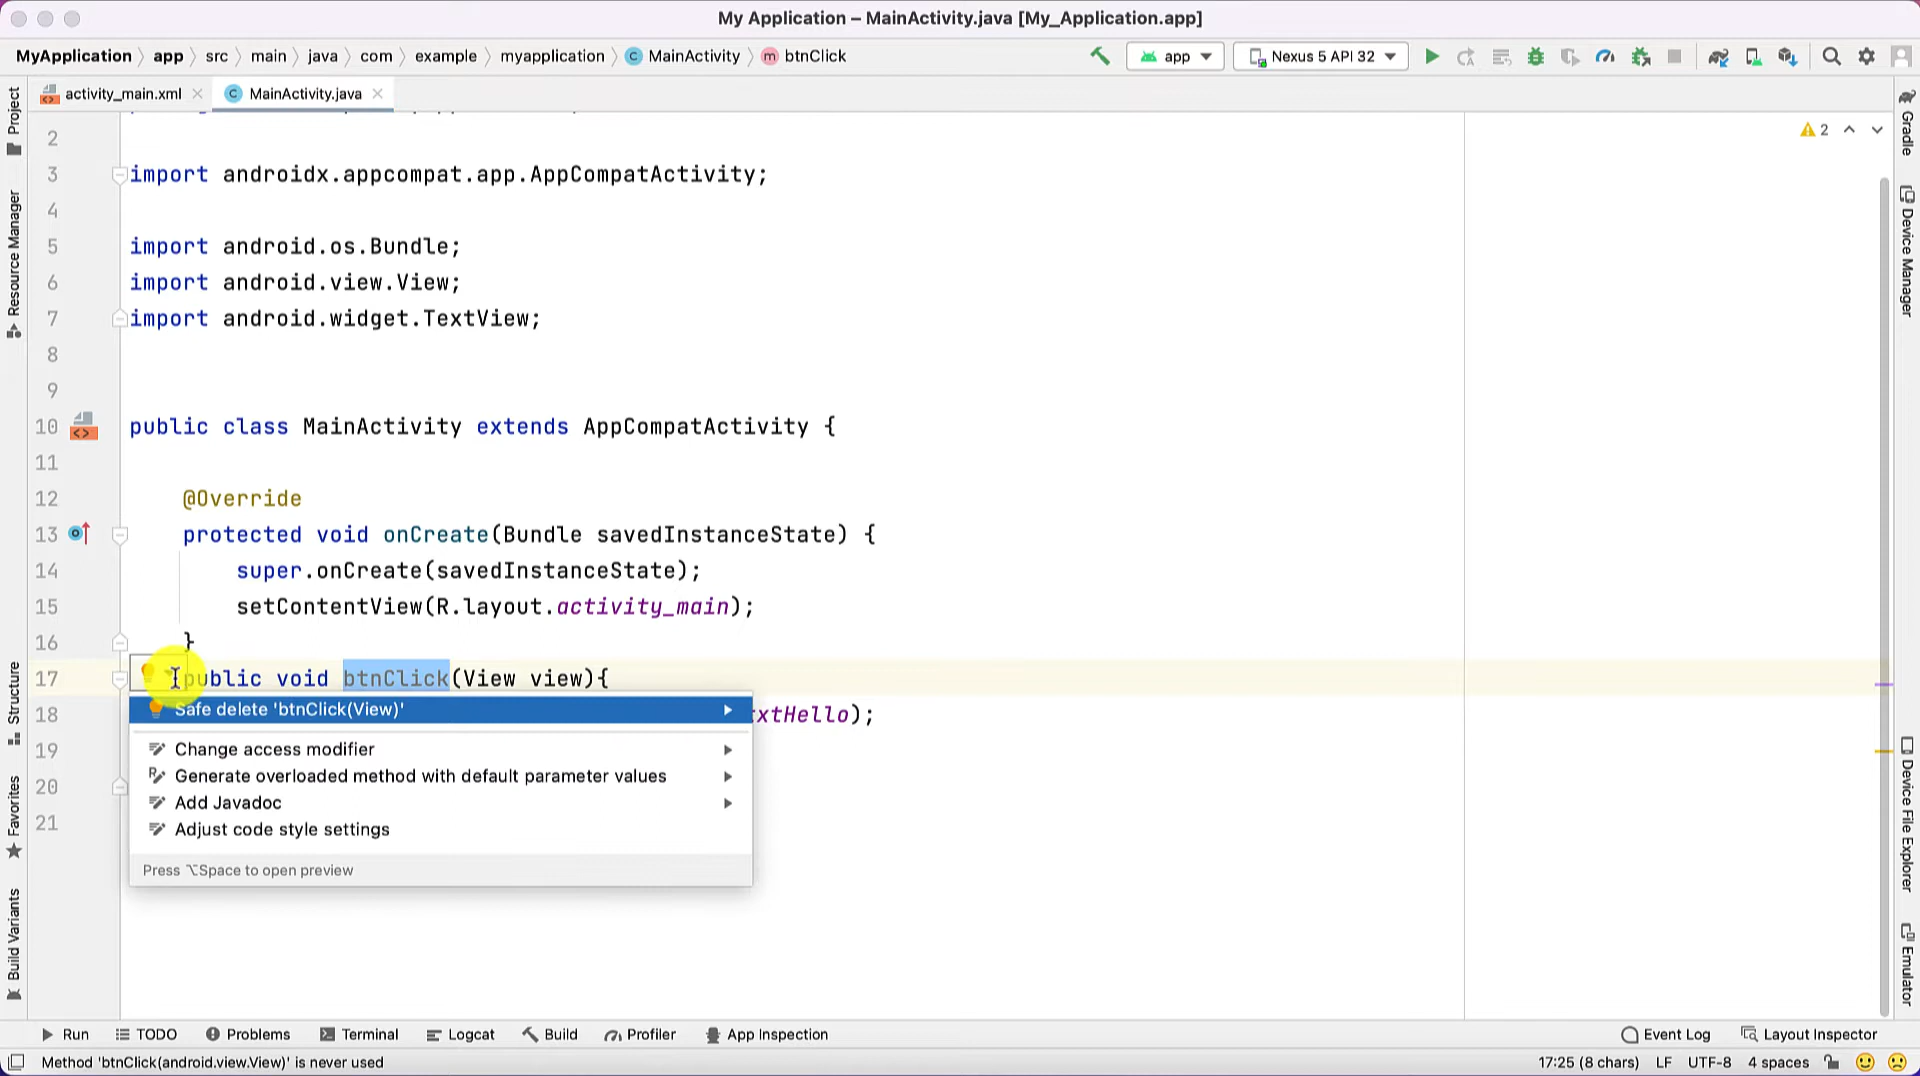 My Application – MainActivity.java [My_Application.app]
MyApplication app src main java com example myapplication MainActivity btnClick app Nexus 5 API 32
activity_main.xml MainActivity.java
2
2
3 import androidx.appcompat.app.AppCompatActivity;
4
5 import android.os.Bundle;
6 import android.view.View;
7 import android.widget.TextView;
8
9
10 public class MainActivity extends AppCompatActivity {
11
12 @Override
13 protected void onCreate(Bundle savedInstanceState) {
14 super.onCreate(savedInstanceState);
15 setContentView(R.layout.activity_main);
16 }
17 public void btnClick(View view){
Safe delete 'btnClick(View)'
18 xtHello);
19
Change access modifier
20
Generate overloaded method with default parameter values
21
Add Javadoc
Adjust code style settings
Press ⌥Space to open preview
Project
Resource Manager
Structure
Favorites
Build Variants
Gradle
Device Manager
Device File Explorer
Emulator
Run TODO Problems Terminal Logcat Build Profiler App Inspection Event Log Layout Inspector
Method 'btnClick(android.view.View)' is never used 17:25 (8 chars) LF UTF-8 4 spaces